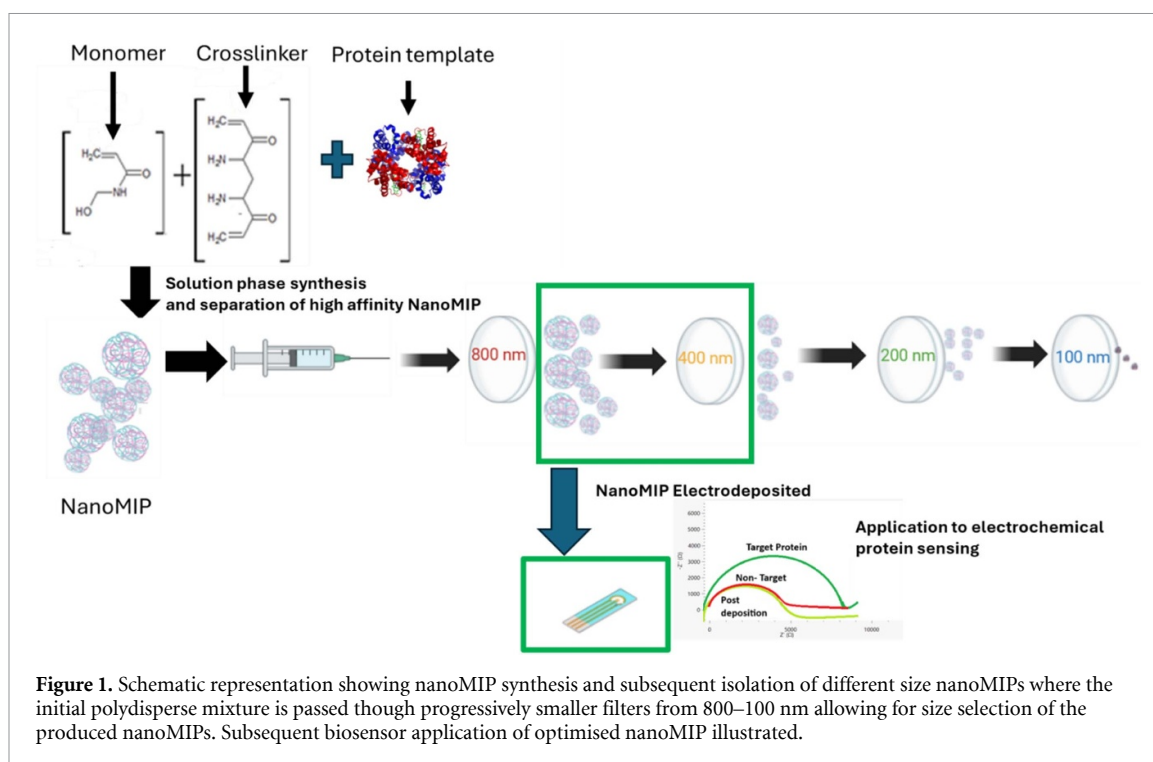 Monomer Crosslinker Protein template
H₂C
O
NH
HO
+
H₂C
O
H₂N
H₂N
O
H₂C
Solution phase synthesis
and separation of high affinity NanoMIP
800 nm
400 nm
200 nm
100 nm
NanoMIP
NanoMIP Electrodeposited
Application to electrochemical
protein sensing
6000
5000
4000
3000
2000
1000
0
-Z'' (Ω)
Target Protein
Non- Target
Post
deposition
0 5000 10000
Z' (Ω)
Figure 1. Schematic representation showing nanoMIP synthesis and subsequent isolation of different size nanoMIPs where the
initial polydisperse mixture is passed though progressively smaller filters from 800–100 nm allowing for size selection of the
produced nanoMIPs. Subsequent biosensor application of optimised nanoMIP illustrated.